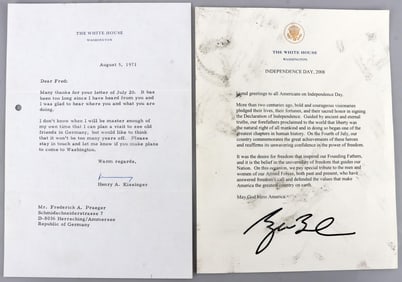 THE WHITE HOUSE
WASHINGTON
August 5, 1971
Dear Fred:
Many thanks for your letter of July 20. It has
been too long since I have heard from you and
I was glad to hear where you and what you are
doing.
I don't know when I will be master enough of
my own time that I can plan a visit to see old
friends in Germany, but would like to think
that it won't be too many years off. Please
stay in touch and let me know if you make plans
to come to Washington.
Warm regards,
Henry A. Kissinger
Mr. Frederick A. Praeger
Schmidschneiderstrasse 7
D-8036 Herrsching/Ammersee
Republic of Germany
THE WHITE HOUSE
WASHINGTON
INDEPENDENCE DAY, 2008
I send greetings to all Americans on Independence Day.
More than two centuries ago, bold and courageous visionaries
pledged their lives, their fortunes, and their sacred honor in signing
the Declaration of Independence. Guided by ancient and eternal
truths, our forefathers proclaimed to the world that liberty was
the natural right of all mankind and in doing so began one of the
greatest chapters in human history. On the Fourth of July, our
country commemorates the great achievements of these heroes
and reaffirms its unwavering confidence in the power of freedom.
It was the desire for freedom that inspired our Founding Fathers,
and it is the belief in the universality of freedom that guides our
Nation. On this occasion, we pay special tribute to the men and
women of our Armed Forces, both past and present, who have
answered freedom's call and defended the values that make
America the greatest country on earth.
May God bless America.